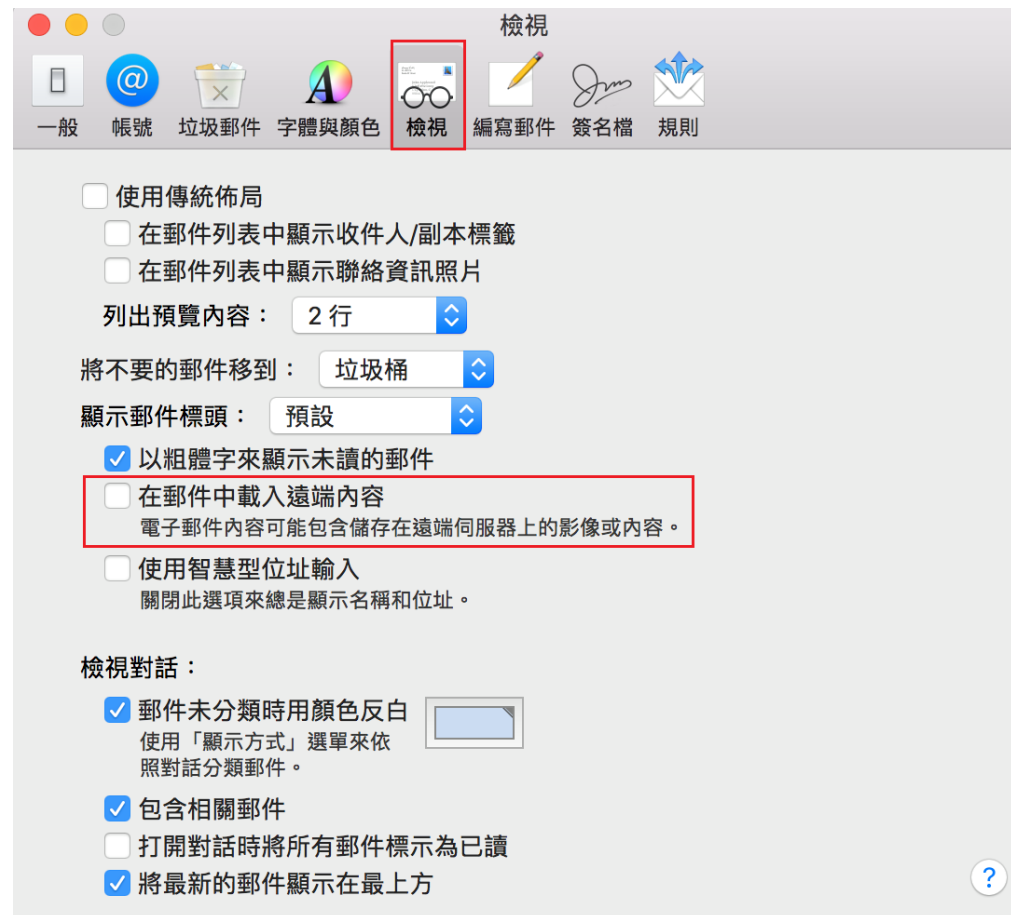 檢視
一般 帳號 垃圾郵件 字體與顏色 檢視 編寫郵件 簽名檔 規則
使用傳統佈局
在郵件列表中顯示收件人/副本標籤
在郵件列表中顯示聯絡資訊照片
列出預覽內容： 2 行
將不要的郵件移到： 垃圾桶
顯示郵件標頭： 預設
以粗體字來顯示未讀的郵件
在郵件中載入遠端內容
電子郵件內容可能包含儲存在遠端伺服器上的影像或內容。
使用智慧型位址輸入
關閉此選項來總是顯示名稱和位址。
檢視對話：
郵件未分類時用顏色反白
使用「顯示方式」選單來依
照對話分類郵件。
包含相關郵件
打開對話時將所有郵件標示為已讀
將最新的郵件顯示在最上方
?